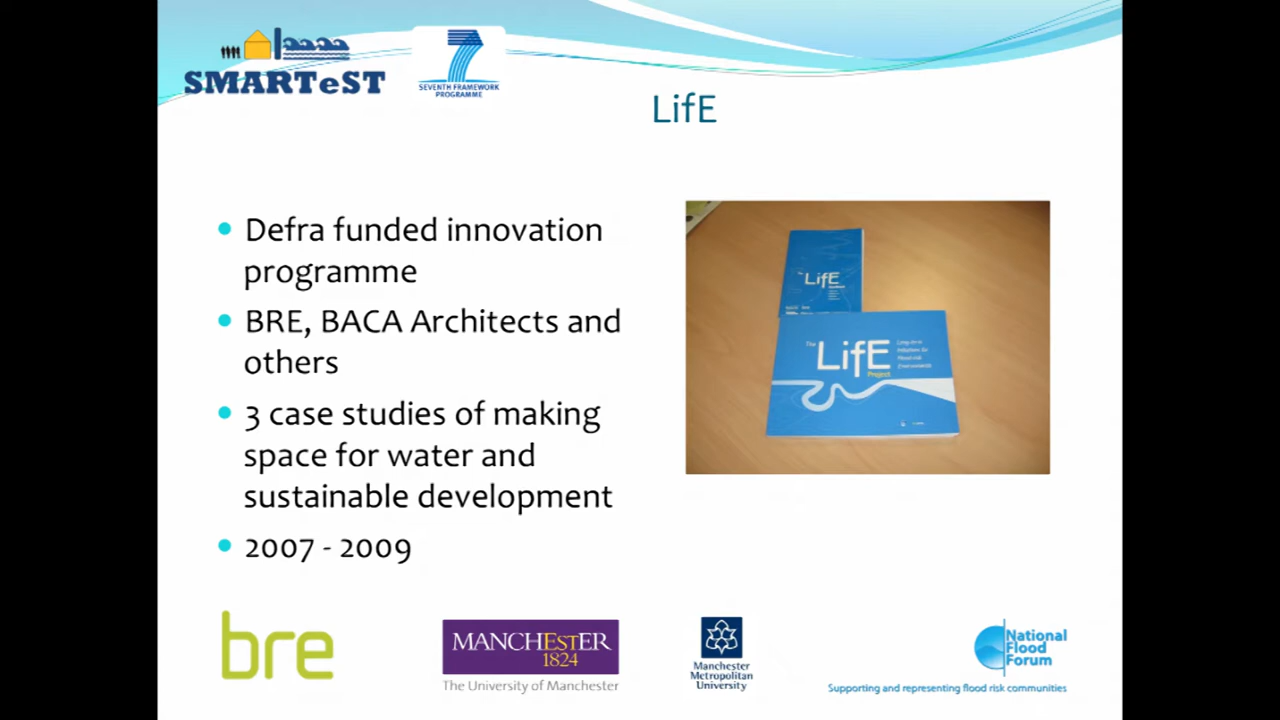 SMARTeST
SEVENTH FRAMEWORK
PROGRAMME
LifE
• Defra funded innovation
programme
• BRE, BACA Architects and
others
• 3 case studies of making
space for water and
sustainable development
• 2007 - 2009
The
LifE
The
LifE
Project
bre
MANCHEstER
1824
The University of Manchester
Manchester
Metropolitan
University
National
Flood
Forum
Supporting and representing flood risk communities